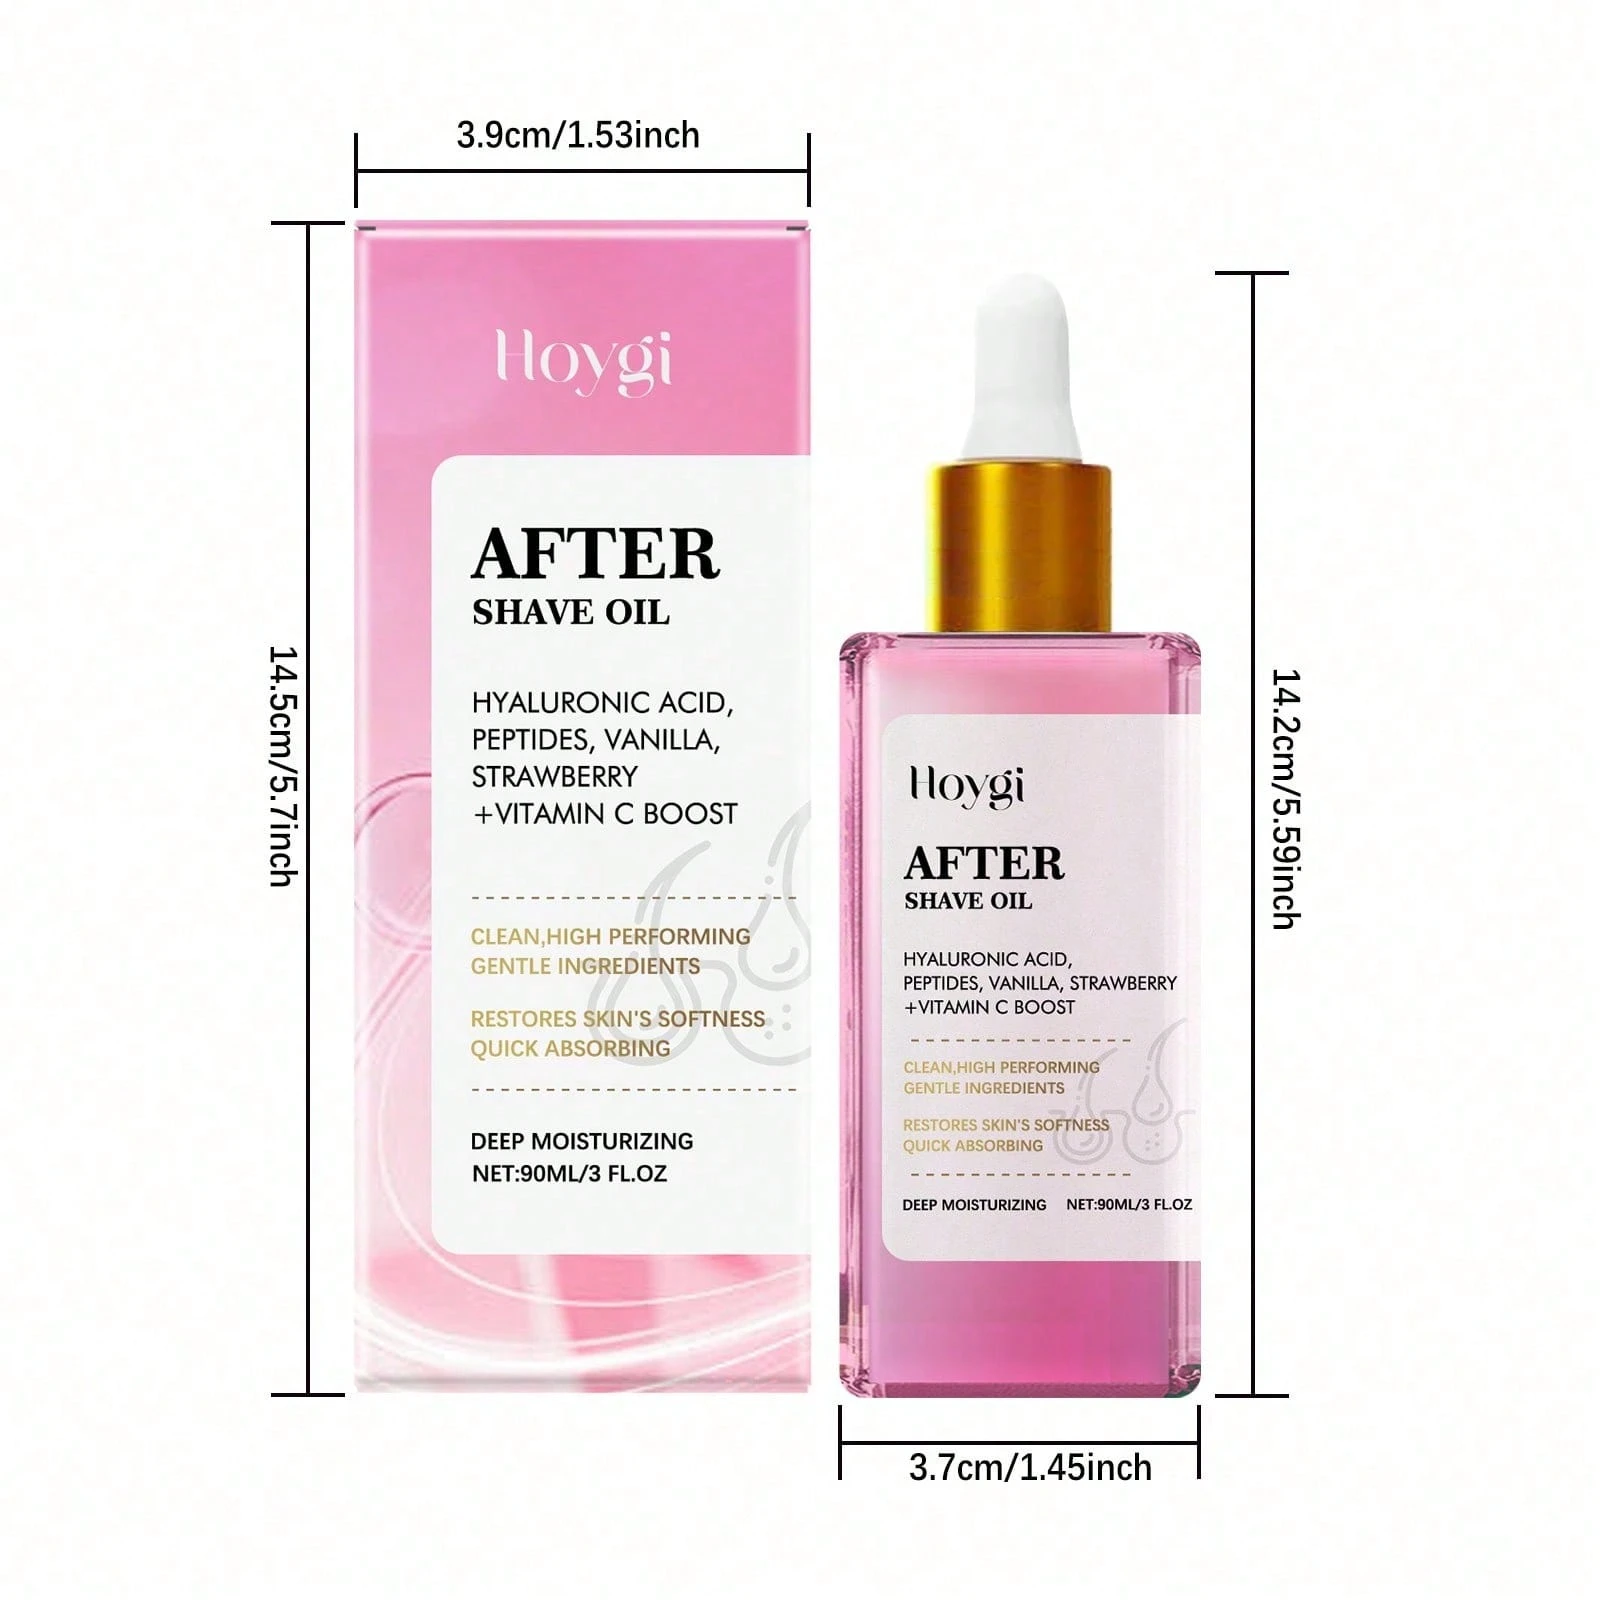 3.9cm/1.53inch
14.5cm/5.7inch
Hoygi
AFTER
SHAVE OIL
HYALURONIC ACID,
PEPTIDES, VANILLA,
STRAWBERRY
+VITAMIN C BOOST
CLEAN,HIGH PERFORMING
GENTLE INGREDIENTS
RESTORES SKIN'S SOFTNESS
QUICK ABSORBING
DEEP MOISTURIZING
NET:90ML/3 FL.OZ
Hoygi
AFTER
SHAVE OIL
HYALURONIC ACID,
PEPTIDES, VANILLA, STRAWBERRY
+VITAMIN C BOOST
CLEAN,HIGH PERFORMING
GENTLE INGREDIENTS
RESTORES SKIN'S SOFTNESS
QUICK ABSORBING
DEEP MOISTURIZING NET:90ML/3 FL.OZ
14.2cm/5.59inch
3.7cm/1.45inch